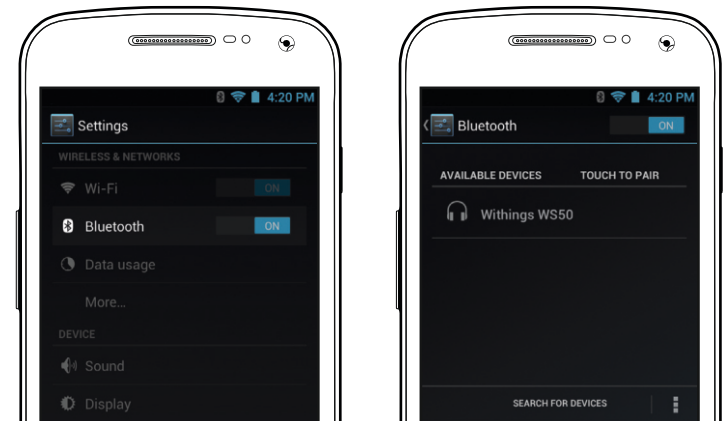 4:20 PM
Settings
WIRELESS & NETWORKS
Wi-Fi ON
Bluetooth ON
Data usage
More...
DEVICE
Sound
Display
4:20 PM
Bluetooth ON
AVAILABLE DEVICES TOUCH TO PAIR
Withings WS50
SEARCH FOR DEVICES